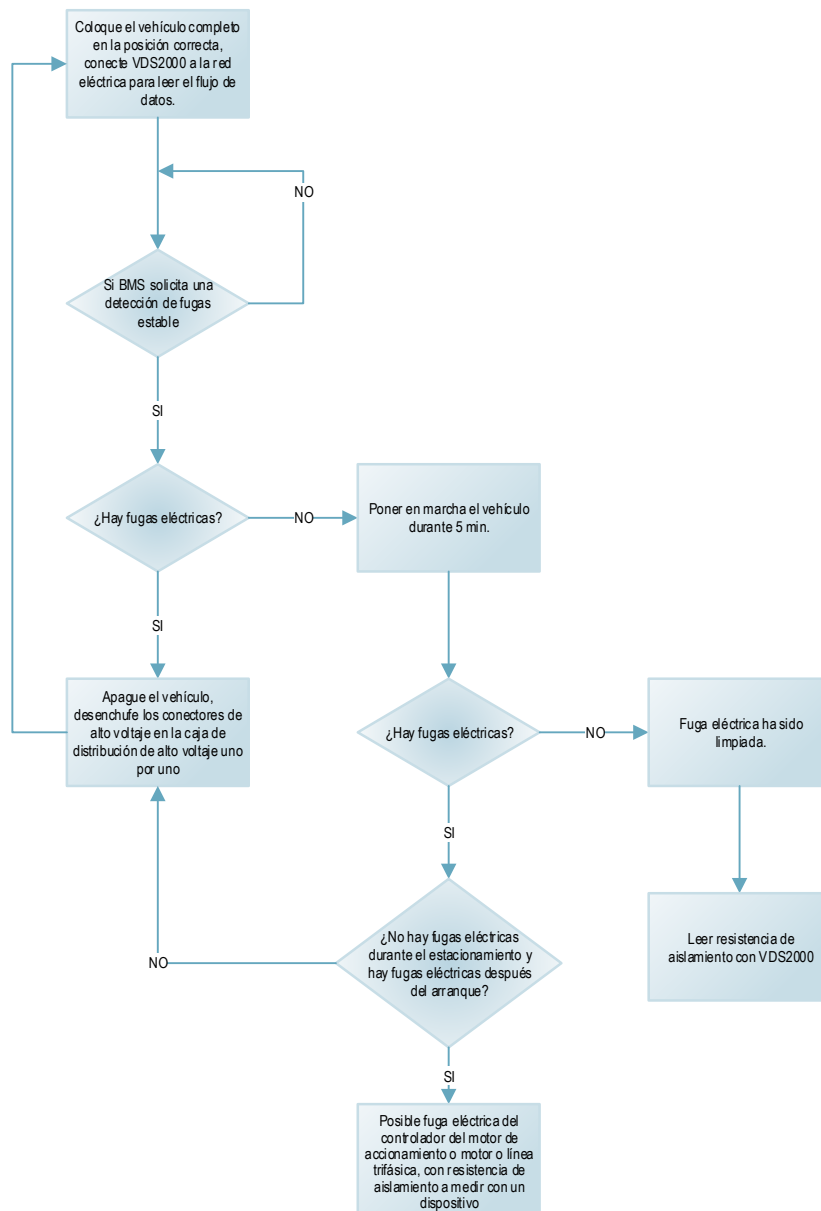 Coloque el vehículo completo
en la posición correcta,
conecte VDS2000 a la red
eléctrica para leer el flujo de
datos.
NO
Si BMS solicita una
detección de fugas
estable
SI
¿Hay fugas eléctricas?
NO
Poner en marcha el vehículo
durante 5 min.
SI
Apague el vehículo,
desenchufe los conectores de
alto voltaje en la caja de
distribución de alto voltaje uno
por uno
¿Hay fugas eléctricas?
NO
Fuga eléctrica ha sido
limpiada.
SI
¿No hay fugas eléctricas
durante el estacionamiento y
hay fugas eléctricas después
del arranque?
NO
Leer resistencia de
aislamiento con VDS2000
SI
Posible fuga eléctrica del
controlador del motor de
accionamiento o motor o línea
trifásica, con resistencia de
aislamiento a medir con un
dispositivo